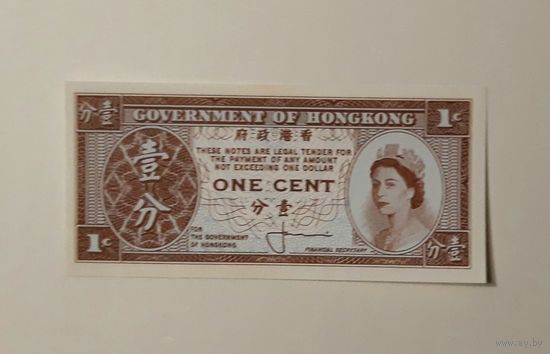 分壹
GOVERNMENT OF HONGKONG
1¢
府政港香
THESE NOTES ARE LEGAL TENDER FOR
THE PAYMENT OF ANY AMOUNT
NOT EXCEEDING ONE DOLLAR
壹
分
ONE CENT
分壹
FOR
THE GOVERNMENT
OF HONGKONG
FINANCIAL SECRETARY
1¢
分壹
www.ay.by